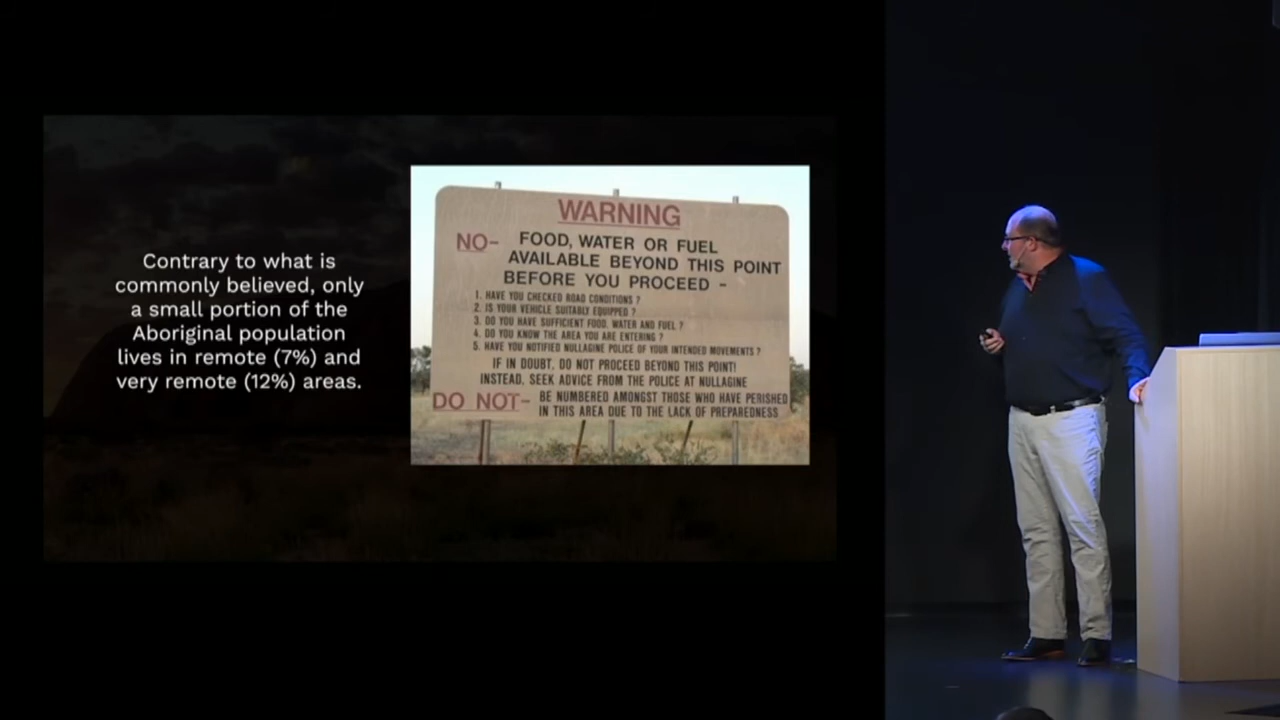 Contrary to what is
commonly believed, only
a small portion of the
Aboriginal population
lives in remote (7%) and
very remote (12%) areas.
WARNING
NO- FOOD, WATER OR FUEL
AVAILABLE BEYOND THIS POINT
BEFORE YOU PROCEED -
1. HAVE YOU CHECKED ROAD CONDITIONS ?
2. IS YOUR VEHICLE SUITABLY EQUIPPED ?
3. DO YOU HAVE SUFFICIENT FOOD, WATER AND FUEL ?
4. DO YOU KNOW THE AREA YOU ARE ENTERING ?
5. HAVE YOU NOTIFIED NULLAGINE POLICE OF YOUR INTENDED MOVEMENTS ?
IF IN DOUBT, DO NOT PROCEED BEYOND THIS POINT!
INSTEAD, SEEK ADVICE FROM THE POLICE AT NULLAGINE
DO NOT- BE NUMBERED AMONGST THOSE WHO HAVE PERISHED
IN THIS AREA DUE TO THE LACK OF PREPAREDNESS